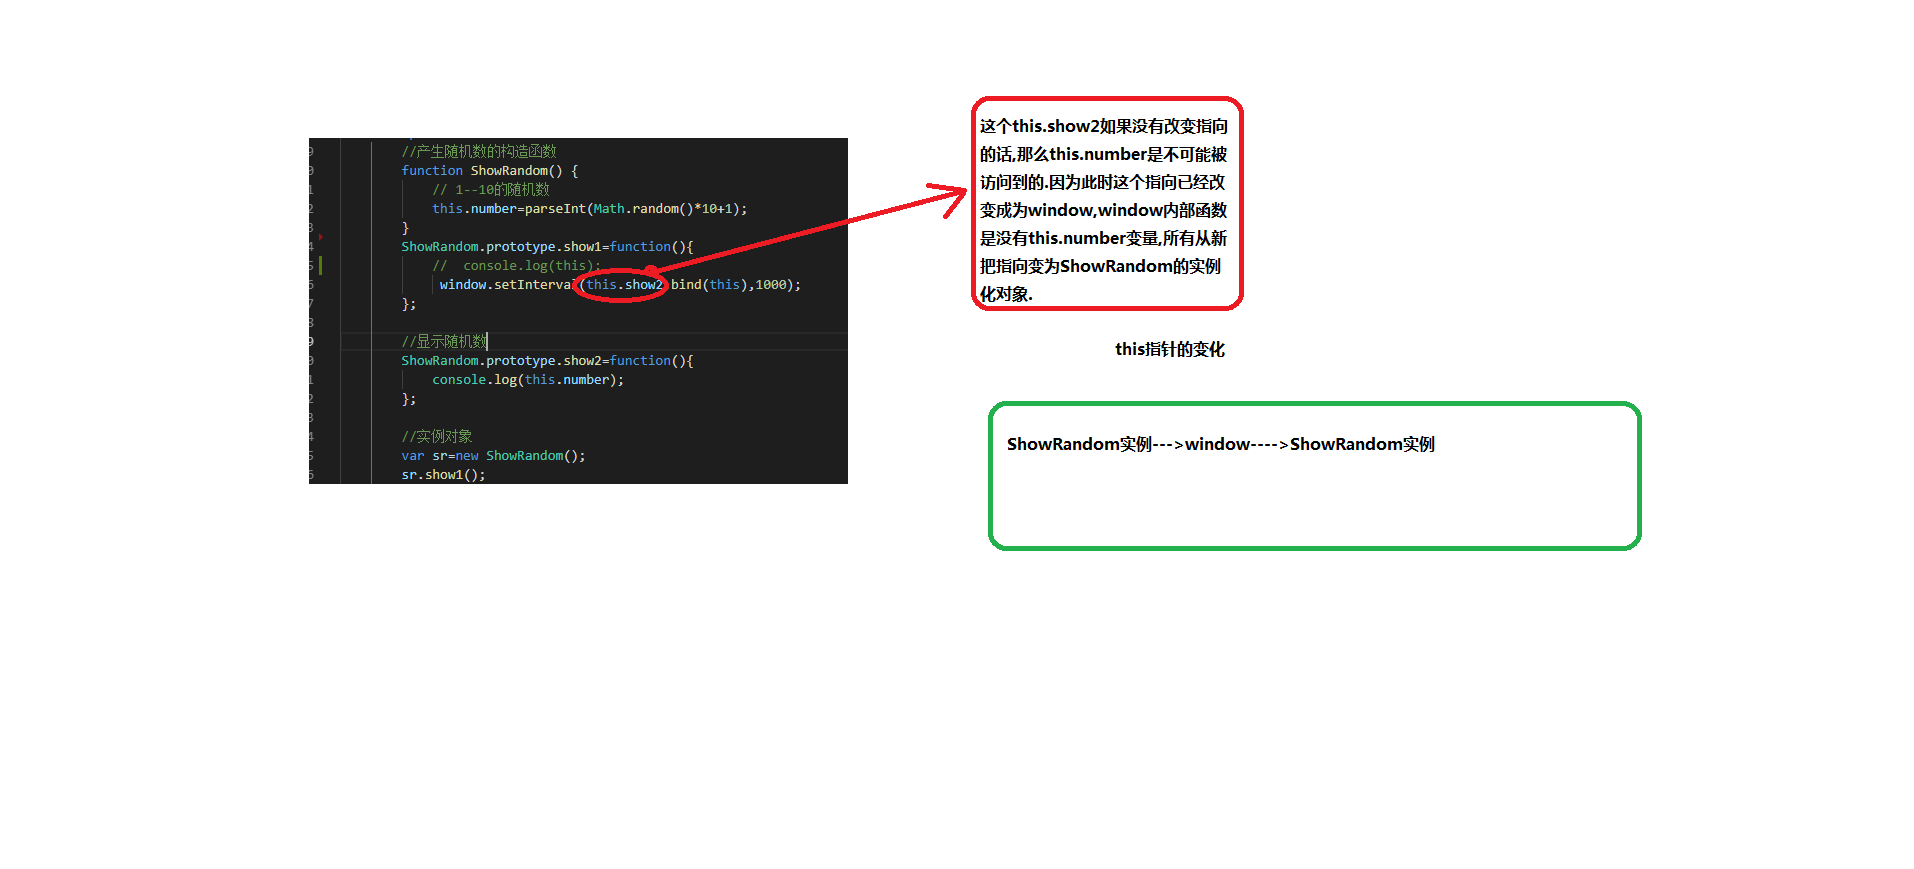 //产生随机数的构造函数
function ShowRandom() {
// 1--10的随机数
this.number=parseInt(Math.random()*10+1);
}
ShowRandom.prototype.show1=function(){
// console.log(this);
window.setInterval(this.show2.bind(this),1000);
};
//显示随机数
ShowRandom.prototype.show2=function(){
console.log(this.number);
};
//实例对象
var sr=new ShowRandom();
sr.show1();
这个this.show2如果没有改变指向
的话,那么this.number是不可能被
访问到的.因为此时这个指向已经改
变成为window,window内部函数
是没有this.number变量,所有从新
把指向变为ShowRandom的实例
化对象.
this指针的变化
ShowRandom实例--->window---->ShowRandom实例